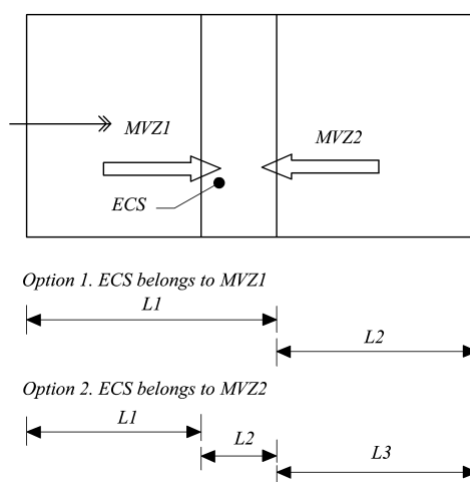 MVZ1
MVZ2
ECS
Option 1. ECS belongs to MVZ1
L1
L2
Option 2. ECS belongs to MVZ2
L1
L2
L3